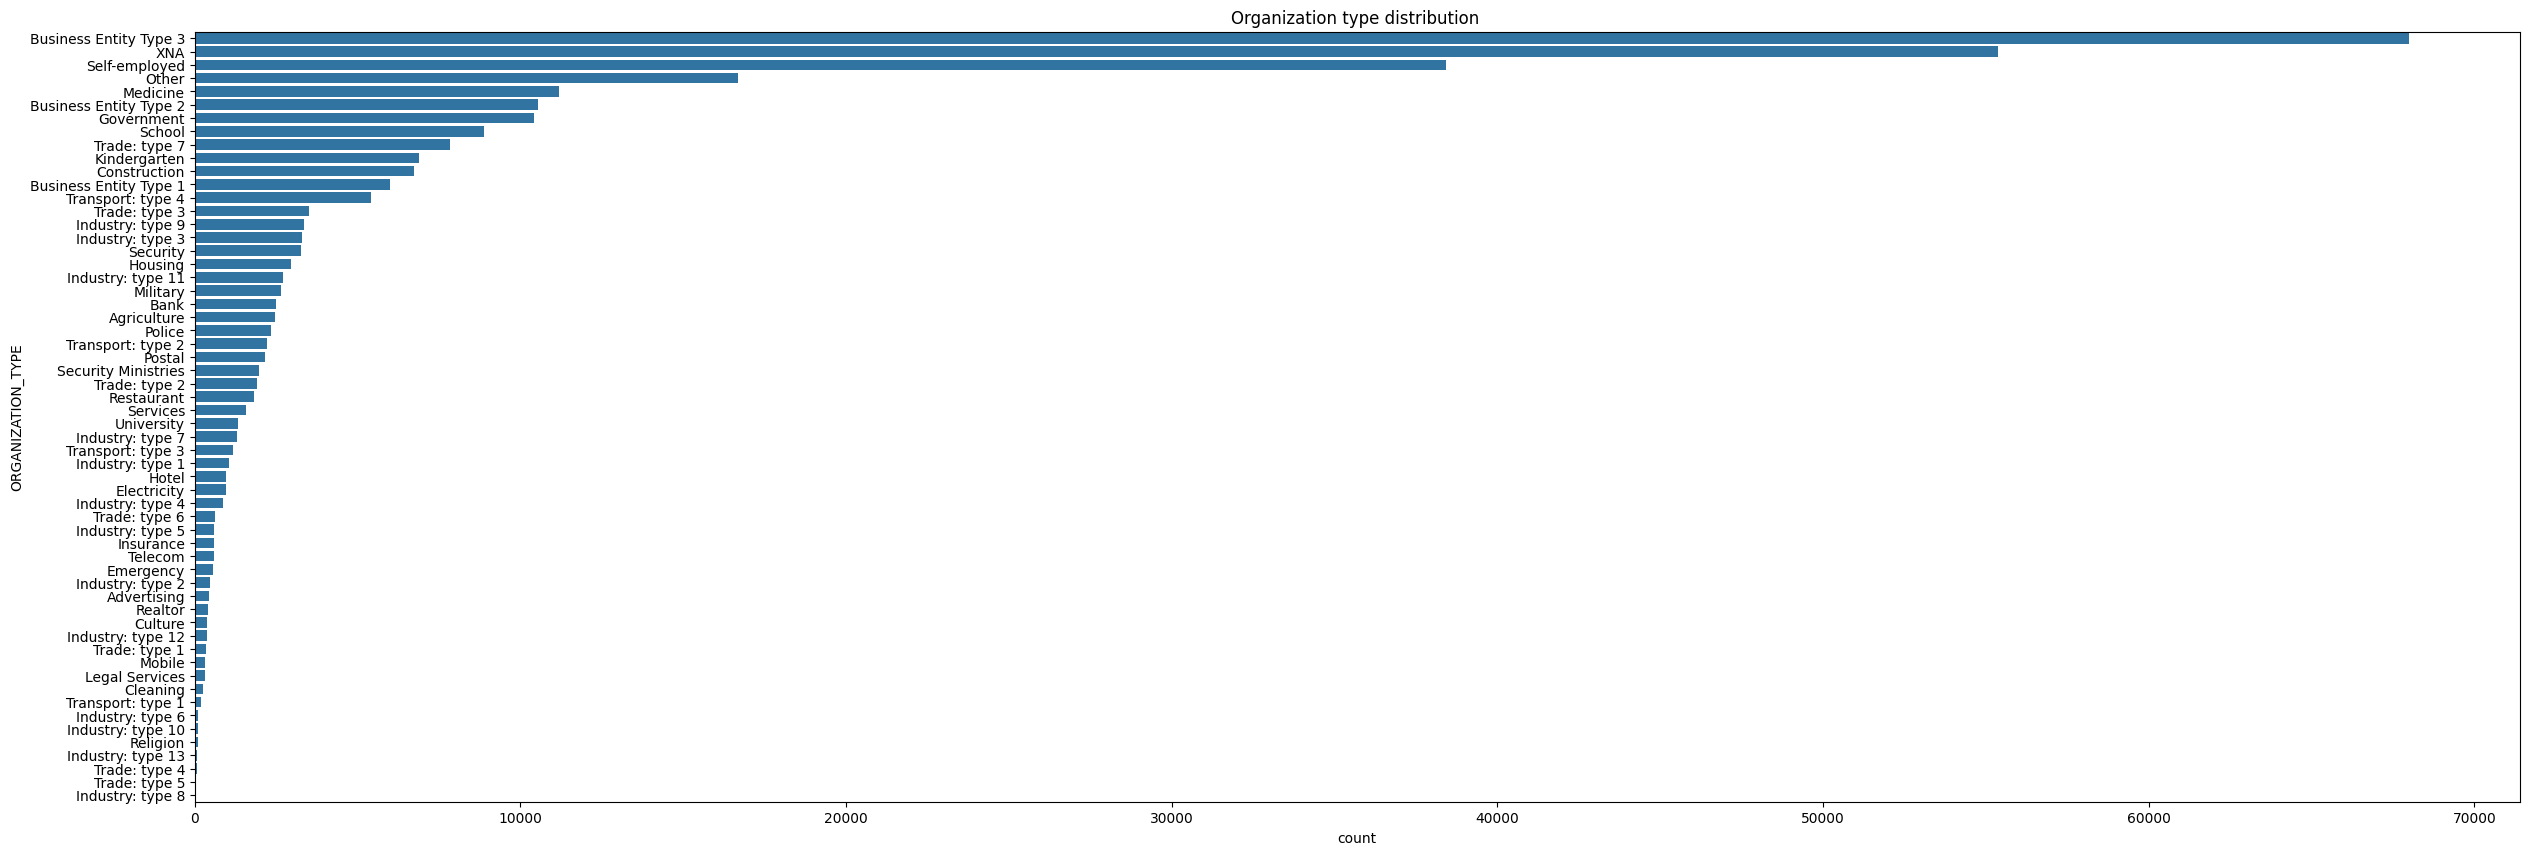 Organization type distribution
Business Entity Type 3
XNA
Self-employed
Other
Medicine
Business Entity Type 2
Government
School
Trade: type 7
Kindergarten
Construction
Business Entity Type 1
Transport: type 4
Trade: type 3
Industry: type 9
Industry: type 3
Security
Housing
Industry: type 11
Military
Bank
Agriculture
Police
Transport: type 2
Postal
Security Ministries
Trade: type 2
Restaurant
Services
University
Industry: type 7
Transport: type 3
Industry: type 1
Hotel
Electricity
Industry: type 4
Trade: type 6
Industry: type 5
Insurance
Telecom
Emergency
Industry: type 2
Advertising
Realtor
Culture
Industry: type 12
Trade: type 1
Mobile
Legal Services
Cleaning
Transport: type 1
Industry: type 6
Industry: type 10
Religion
Industry: type 13
Trade: type 4
Trade: type 5
Industry: type 8
ORGANIZATION_TYPE
0 10000 20000 30000 40000 50000 60000 70000
count